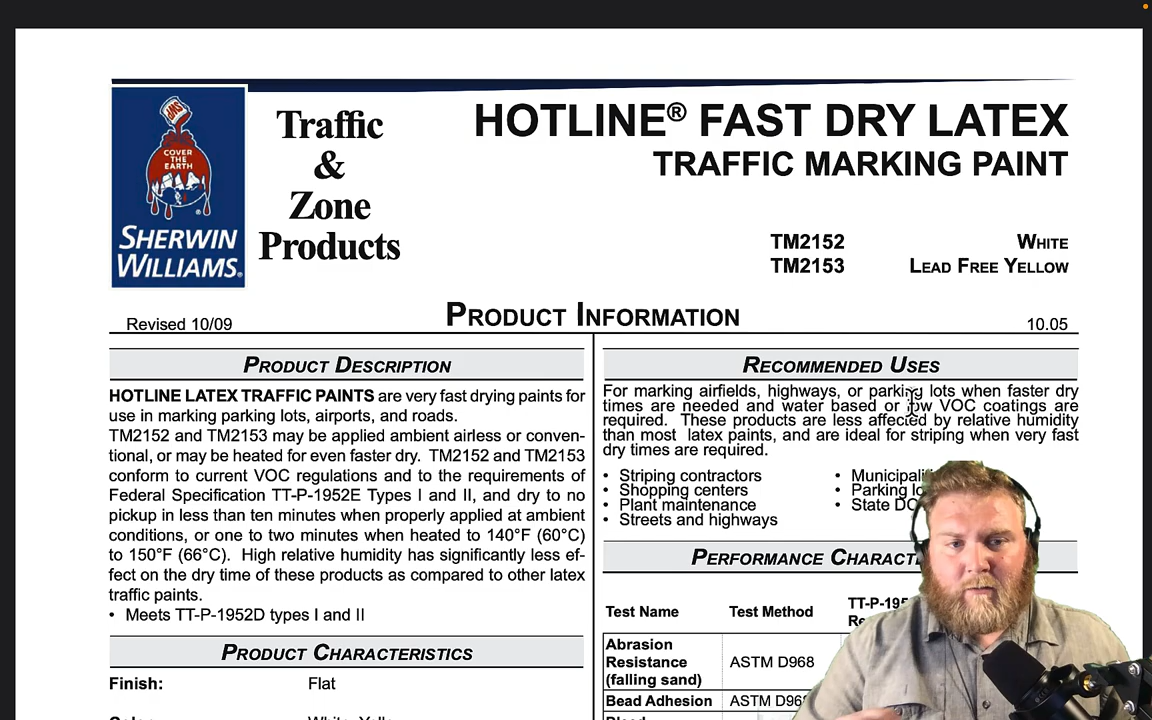 SMS
COVER
THE
EARTH
SHERWIN
WILLIAMS.
Traffic
&
Zone
Products
HOTLINE® FAST DRY LATEX
TRAFFIC MARKING PAINT
TM2152 WHITE
TM2153 LEAD FREE YELLOW
Revised 10/09
PRODUCT INFORMATION
10.05
PRODUCT DESCRIPTION
HOTLINE LATEX TRAFFIC PAINTS are very fast drying paints for
use in marking parking lots, airports, and roads.
TM2152 and TM2153 may be applied ambient airless or conven-
tional, or may be heated for even faster dry. TM2152 and TM2153
conform to current VOC regulations and to the requirements of
Federal Specification TT-P-1952E Types I and II, and dry to no
pickup in less than ten minutes when properly applied at ambient
conditions, or one to two minutes when heated to 140°F (60°C)
to 150°F (66°C). High relative humidity has significantly less ef-
fect on the dry time of these products as compared to other latex
traffic paints.
• Meets TT-P-1952D types I and II
PRODUCT CHARACTERISTICS
Finish: Flat
RECOMMENDED USES
For marking airfields, highways, or parking lots when faster dry
times are needed and water based or low VOC coatings are
required. These products are less affected by relative humidity
than most latex paints, and are ideal for striping when very fast
dry times are required.
• Striping contractors
• Shopping centers
• Plant maintenance
• Streets and highways
• Municipali
• Parking lo
• State DO
PERFORMANCE CHARACT
Test Name
Test Method
TT-P-195
Re
Abrasion
Resistance
(falling sand)
ASTM D968
Bead Adhesion
ASTM D968